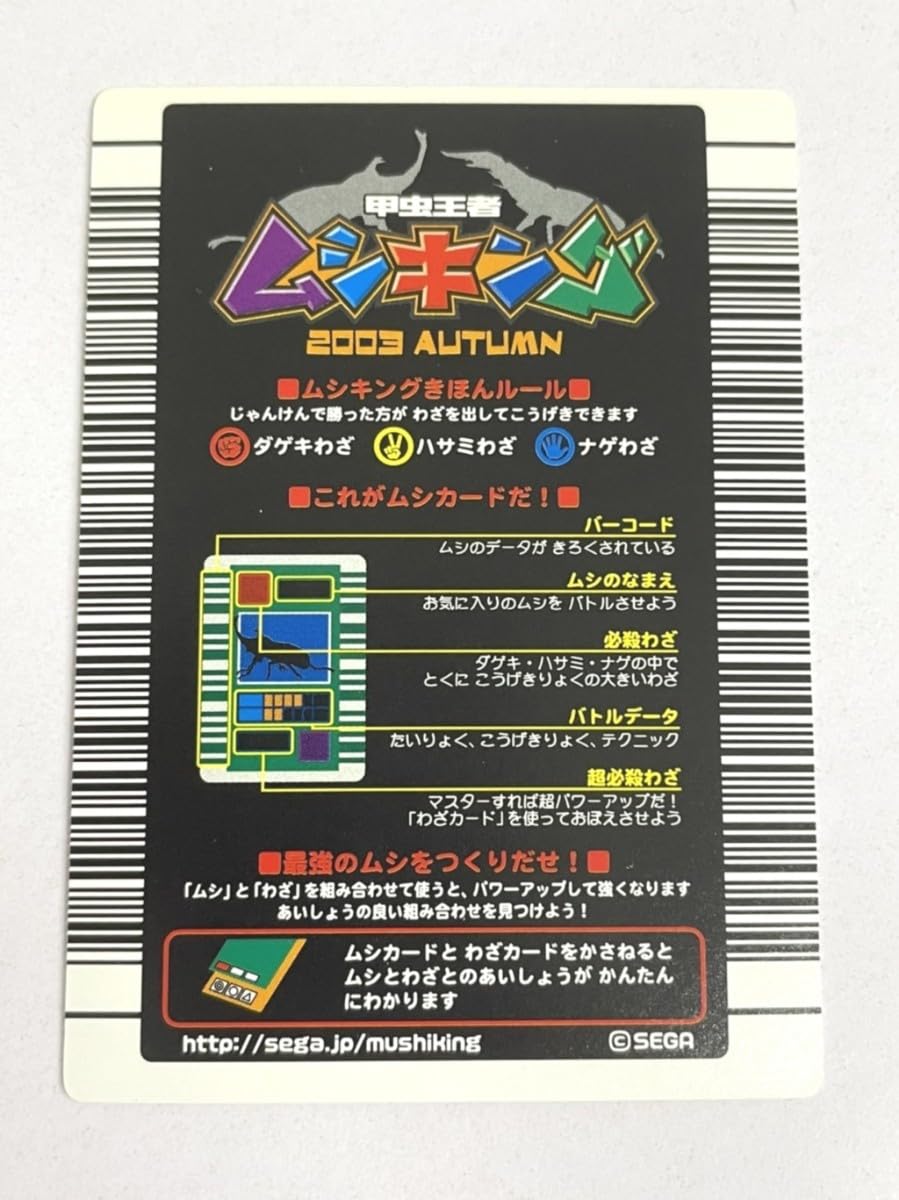 甲虫王者
ムシキング
2003 AUTUMN
■ムシキングきほんルール■
じゃんけんで勝った方が わざを出してこうげきできます
ダゲキわざ ハサミわざ ナゲわざ
■これがムシカードだ！■
バーコード
ムシのデータが きろくされている
ムシのなまえ
お気に入りのムシを バトルさせよう
必殺わざ
ダゲキ・ハサミ・ナゲの中で
とくに こうげきりょくの大きいわざ
バトルデータ
たいりょく、こうげきりょく、テクニック
超必殺わざ
マスターすれば超パワーアップだ！
「わざカード」を使っておぼえさせよう
■最強のムシをつくりだせ！■
「ムシ」と「わざ」を組み合わせて使うと、パワーアップして強くなります
あいしょうの良い組み合わせを見つけよう！
ムシカードと わざカードをかさねると
ムシとわざとのあいしょうが かんたん
にわかります
http://sega.jp/mushiking ©SEGA